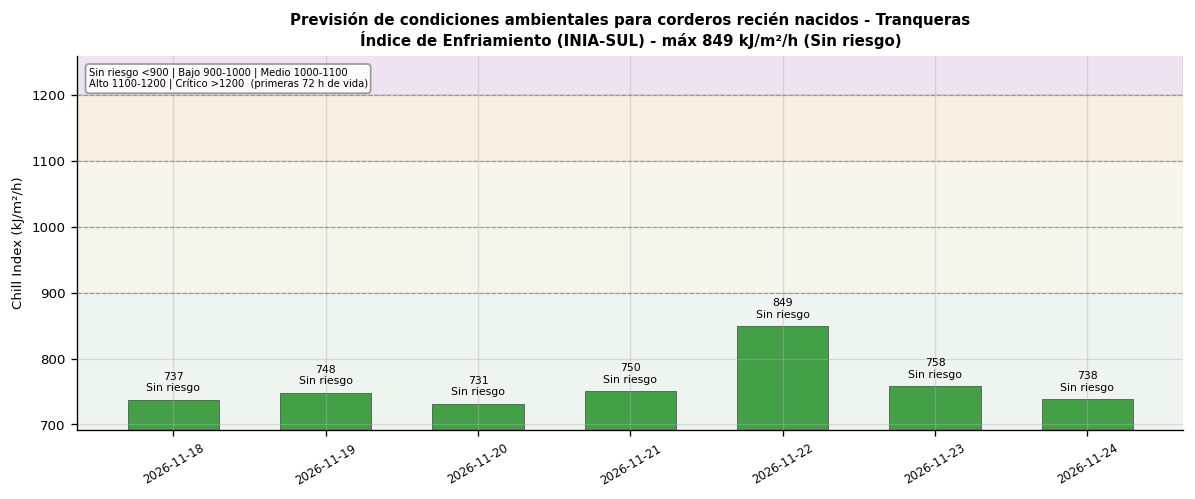 Previsión de condiciones ambientales para corderos recién nacidos - Tranqueras
Índice de Enfriamiento (INIA-SUL) - máx 849 kJ/m²/h (Sin riesgo)
Sin riesgo <900 | Bajo 900-1000 | Medio 1000-1100
Alto 1100-1200 | Crítico >1200  (primeras 72 h de vida)
Chill Index (kJ/m²/h)
1200
1100
1000
900
800
700
737
Sin riesgo
748
Sin riesgo
731
Sin riesgo
750
Sin riesgo
849
Sin riesgo
758
Sin riesgo
738
Sin riesgo
2026-11-18
2026-11-19
2026-11-20
2026-11-21
2026-11-22
2026-11-23
2026-11-24